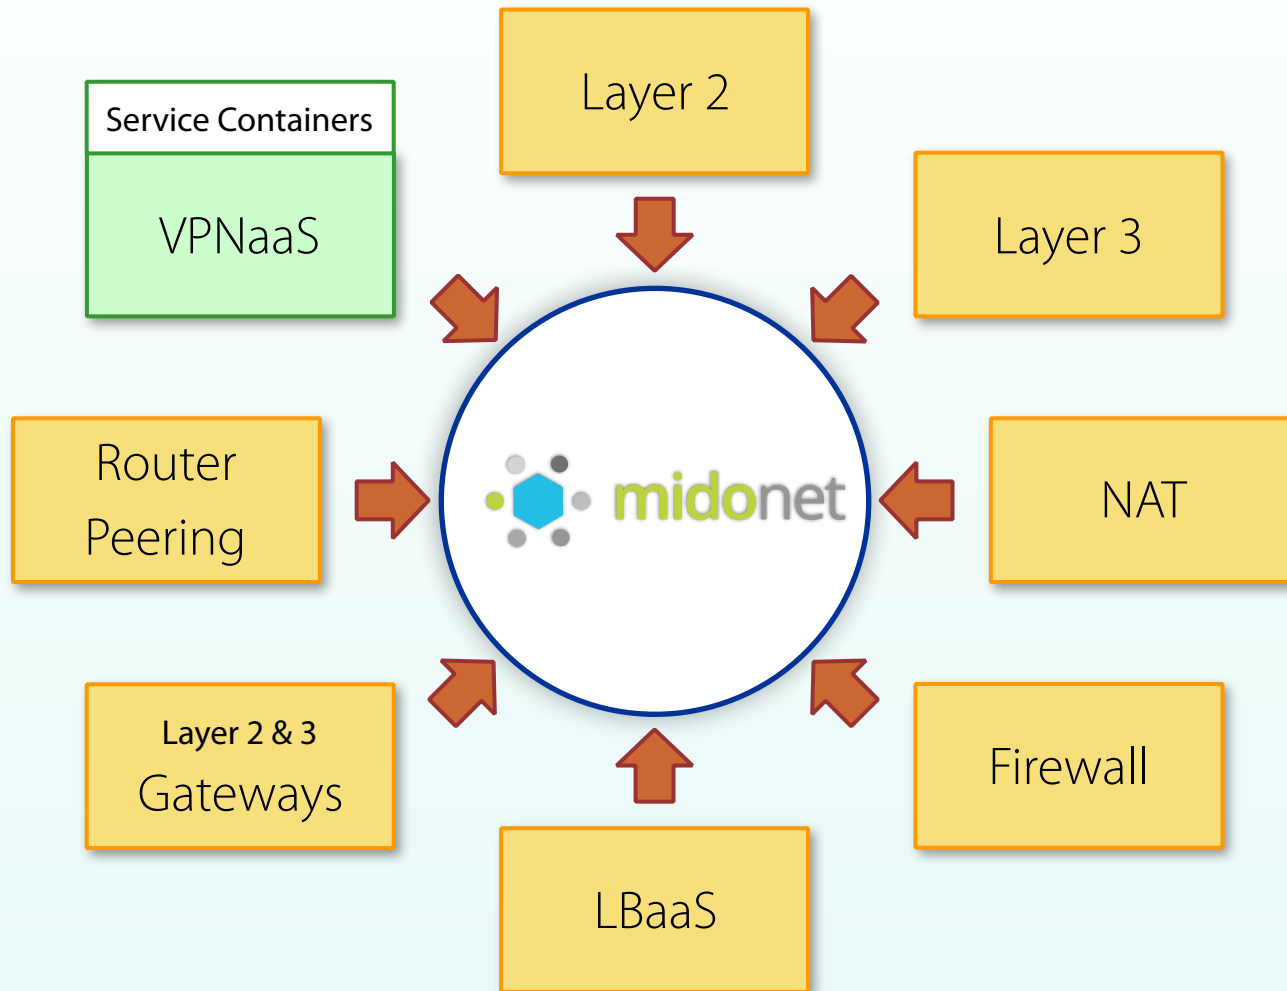 Layer 2
Service Containers
VPNaaS
Layer 3
Router
Peering
midonet
NAT
Layer 2 & 3
Gateways
Firewall
LBaaS